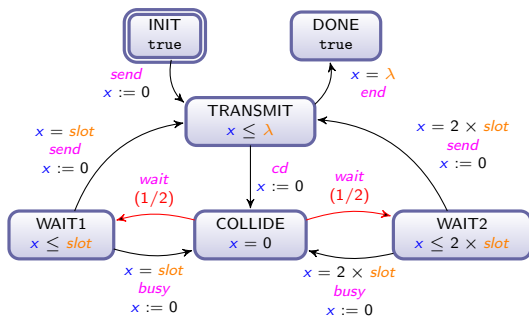 INIT
true
DONE
true
send
x := 0
x = λ
end
TRANSMIT
x ≤ λ
x = slot
send
x := 0
x = 2 × slot
send
x := 0
cd
x := 0
wait
(1/2)
wait
(1/2)
WAIT1
x ≤ slot
COLLIDE
x = 0
WAIT2
x ≤ 2 × slot
x = slot
busy
x := 0
x = 2 × slot
busy
x := 0